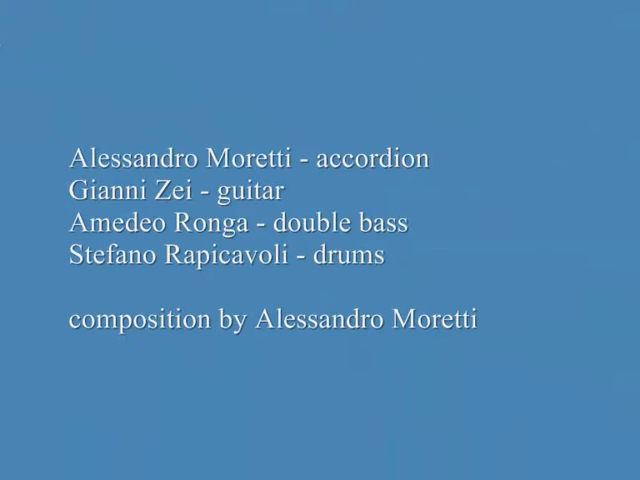 Alessandro Moretti - accordion
Gianni Zei - guitar
Amedeo Ronga - double bass
Stefano Rapicavoli - drums
composition by Alessandro Moretti